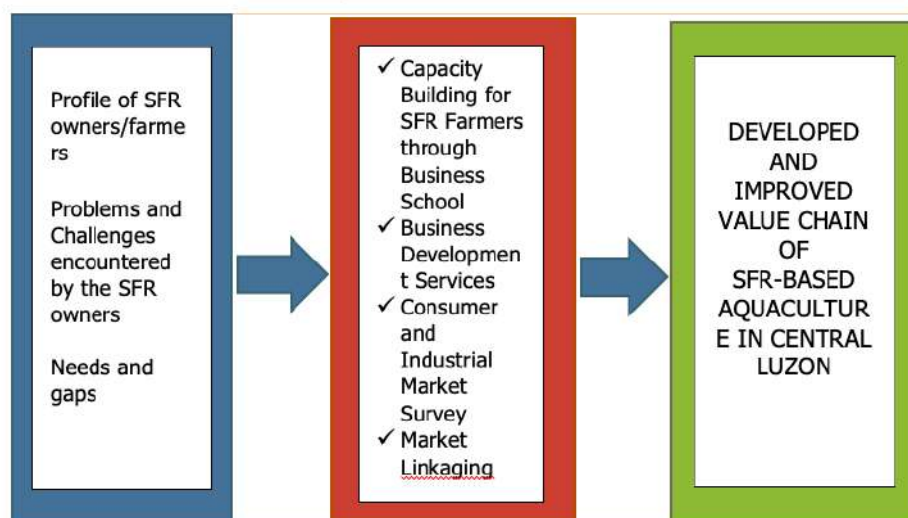 Profile of SFR
owners/farme
rs
Problems and
Challenges
encountered
by the SFR
owners
Needs and
gaps
✓ Capacity
Building for
SFR Farmers
through
Business
School
✓ Business
Developmen
t Services
✓ Consumer
and
Industrial
Market
Survey
✓ Market
Linkaging
DEVELOPED
AND
IMPROVED
VALUE CHAIN
OF
SFR-BASED
AQUACULTUR
E IN CENTRAL
LUZON